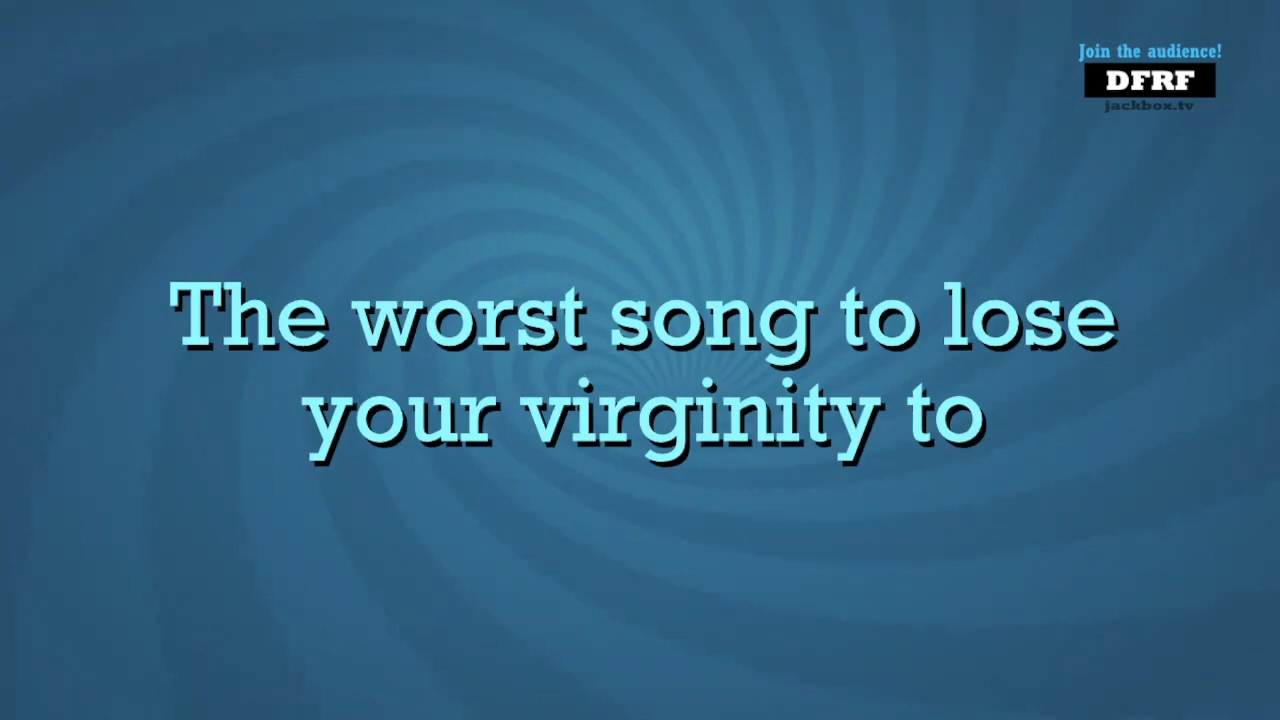 Join the audience!
DFRF
jackbox.tv
The worst song to lose
your virginity to